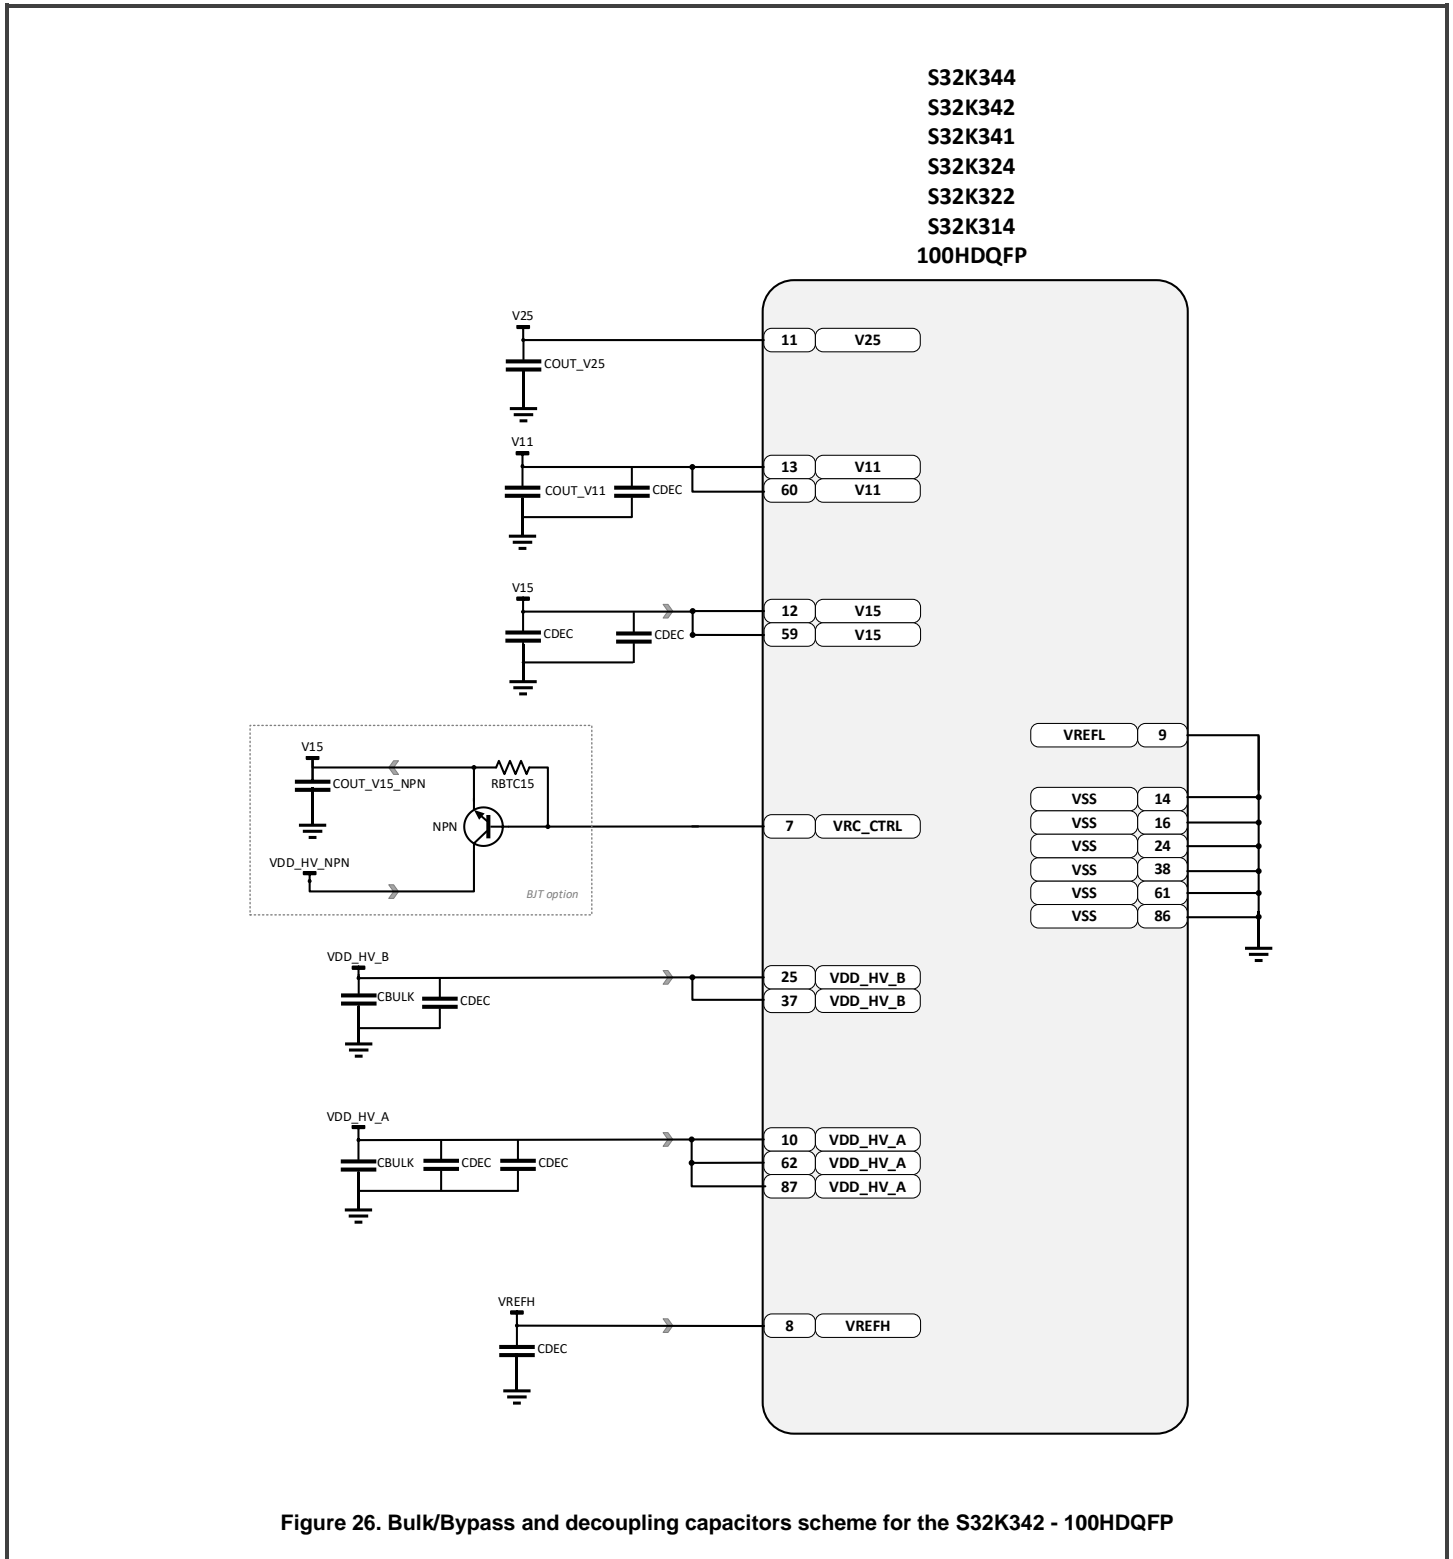 S32K344
S32K342
S32K341
S32K324
S32K322
S32K314
100HDQFP
V25
COUT_V25
11 V25
V11
COUT_V11 CDEC
13 V11
60 V11
V15
CDEC CDEC
12 V15
59 V15
VREFL 9
VSS 14
VSS 16
VSS 24
VSS 38
VSS 61
VSS 86
V15
COUT_V15_NPN
RBTC15
NPN
VDD_HV_NPN
BJT option
7 VRC_CTRL
VDD_HV_B
CBULK CDEC
25 VDD_HV_B
37 VDD_HV_B
VDD_HV_A
CBULK CDEC CDEC
10 VDD_HV_A
62 VDD_HV_A
87 VDD_HV_A
VREFH
CDEC
8 VREFH
Figure 26. Bulk/Bypass and decoupling capacitors scheme for the S32K342 - 100HDQFP